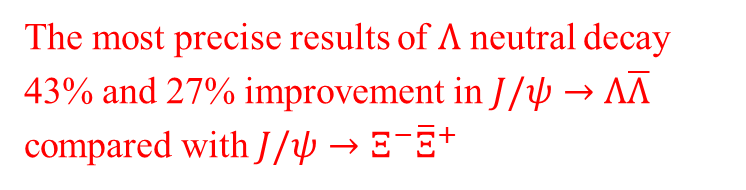 The most precise results of Λ neutral decay
43% and 27% improvement in J/ψ → ΛΛ̅
compared with J/ψ → Ξ⁻Ξ̅⁺